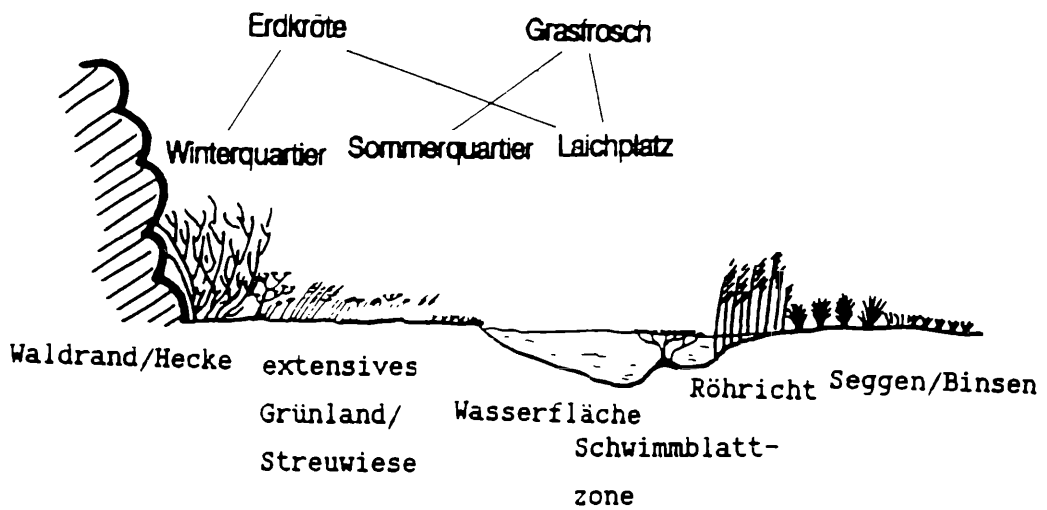 Erdkröte Grasfrosch
Winterquartier Sommerquartier Laichplatz
Waldrand/Hecke
extensives
Grünland/
Streuwiese
Wasserfläche
Schwimmblatt-
zone
Röhricht
Seggen/Binsen